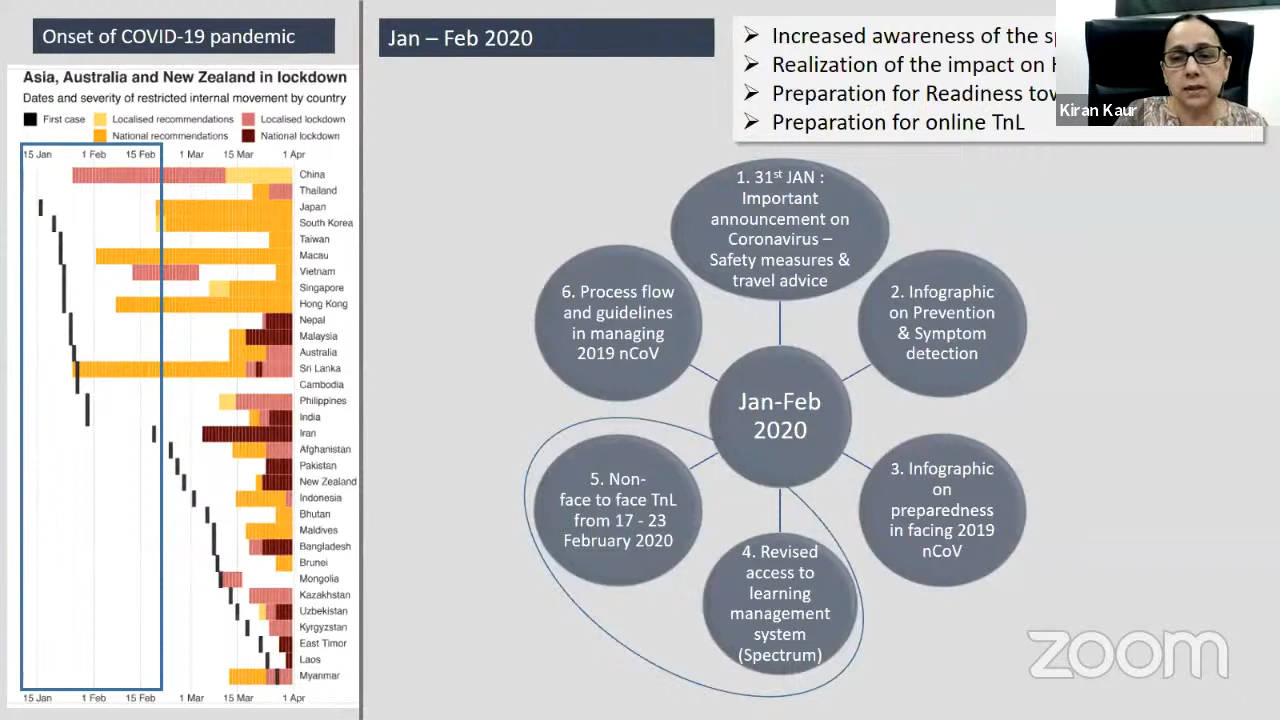 Onset of COVID-19 pandemic
Asia, Australia and New Zealand in lockdown
Dates and severity of restricted internal movement by country
First case
Localised recommendations
Localised lockdown
National recommendations
National lockdown
15 Jan 1 Feb 15 Feb 1 Mar 15 Mar 1 Apr
China
Thailand
Japan
South Korea
Taiwan
Macau
Vietnam
Singapore
Hong Kong
Nepal
Malaysia
Australia
Sri Lanka
Cambodia
Philippines
India
Iran
Afghanistan
Pakistan
New Zealand
Indonesia
Bhutan
Maldives
Bangladesh
Brunei
Mongolia
Kazakhstan
Uzbekistan
Kyrgyzstan
East Timor
Laos
Myanmar
15 Jan 1 Feb 15 Feb 1 Mar 15 Mar 1 Apr
Jan – Feb 2020
Increased awareness of the
Realization of the impact on
Preparation for Readiness
Preparation for online TnL
Kiran Kaur
1. 31st JAN :
Important
announcement on
Coronavirus –
Safety measures &
travel advice
2. Infographic
on Prevention
& Symptom
detection
3. Infographic
on
preparedness
in facing 2019
nCoV
4. Revised
access to
learning
management
system
(Spectrum)
5. Non-
face to face TnL
from 17 - 23
February 2020
6. Process flow
and guidelines
in managing
2019 nCoV
Jan-Feb
2020
zoom